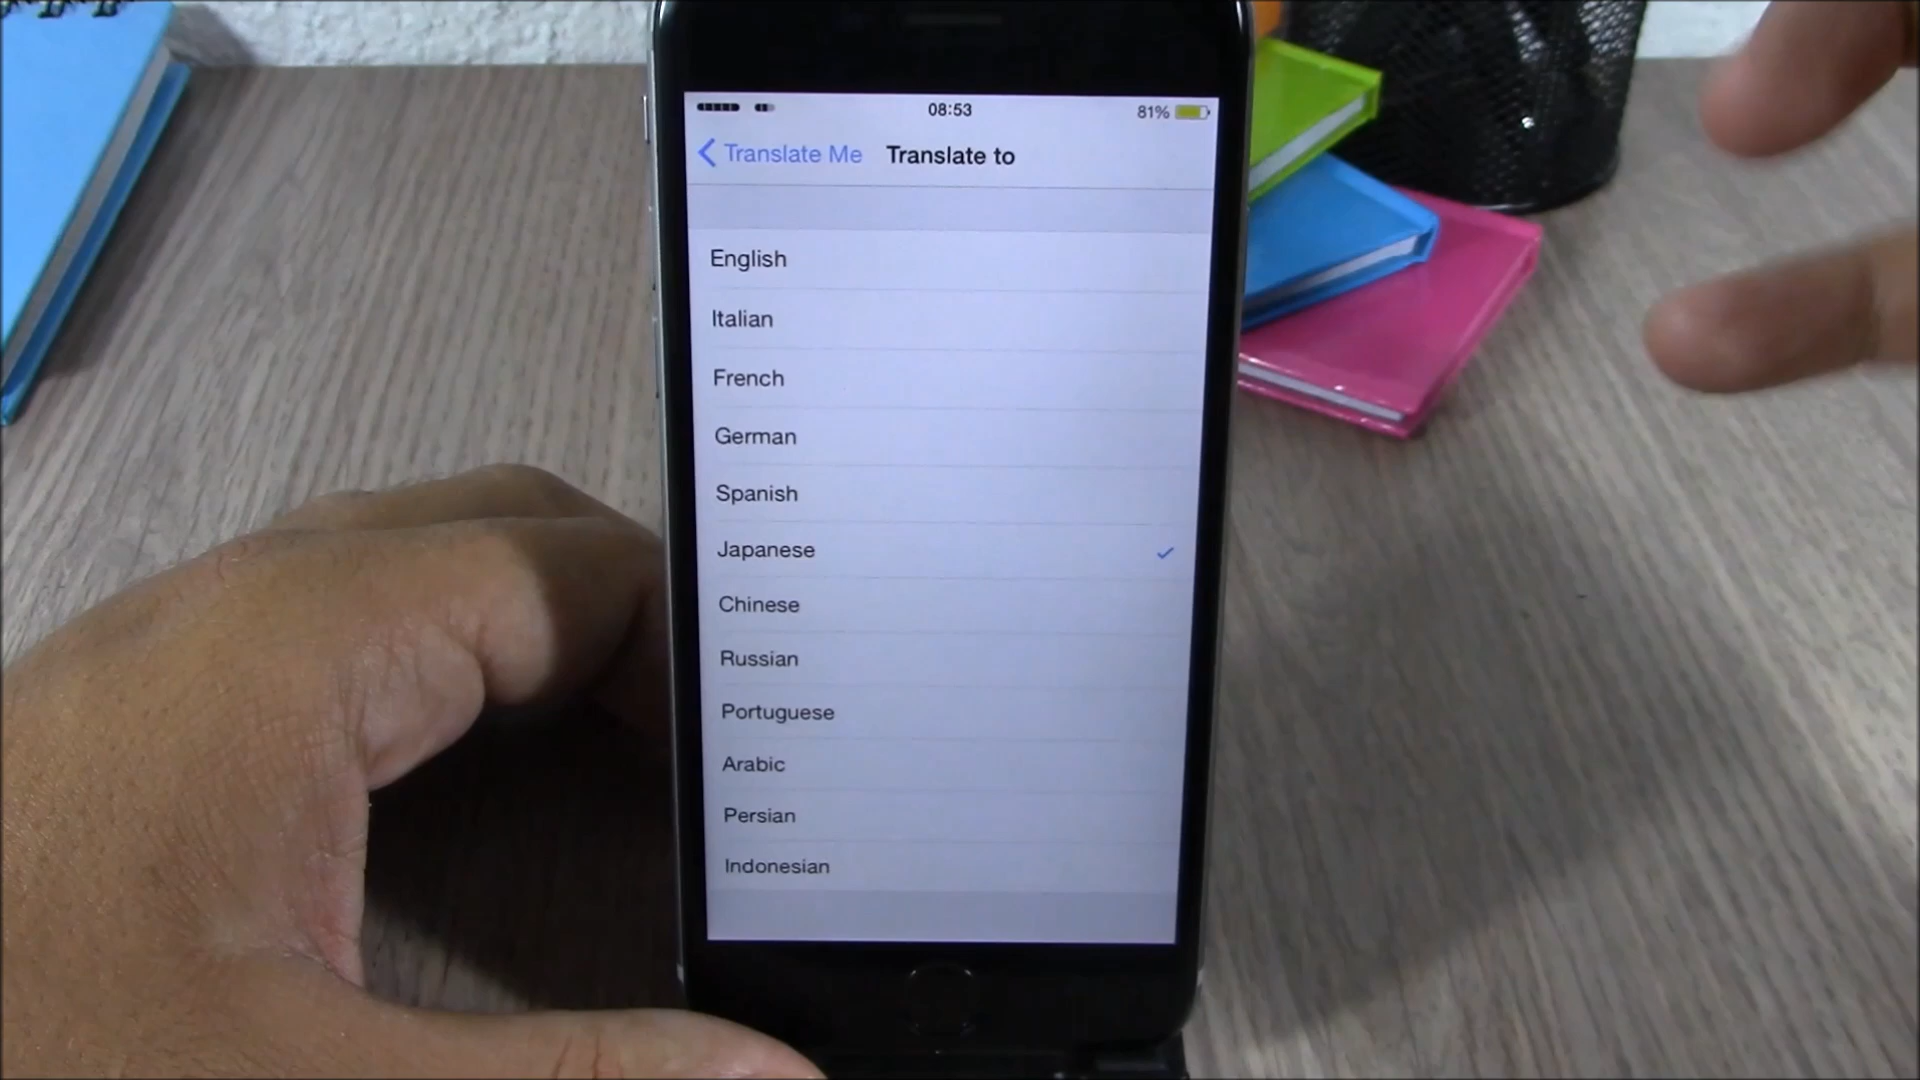 08:53
81%
Translate Me
Translate to
English
Italian
French
German
Spanish
Japanese
Chinese
Russian
Portuguese
Arabic
Persian
Indonesian